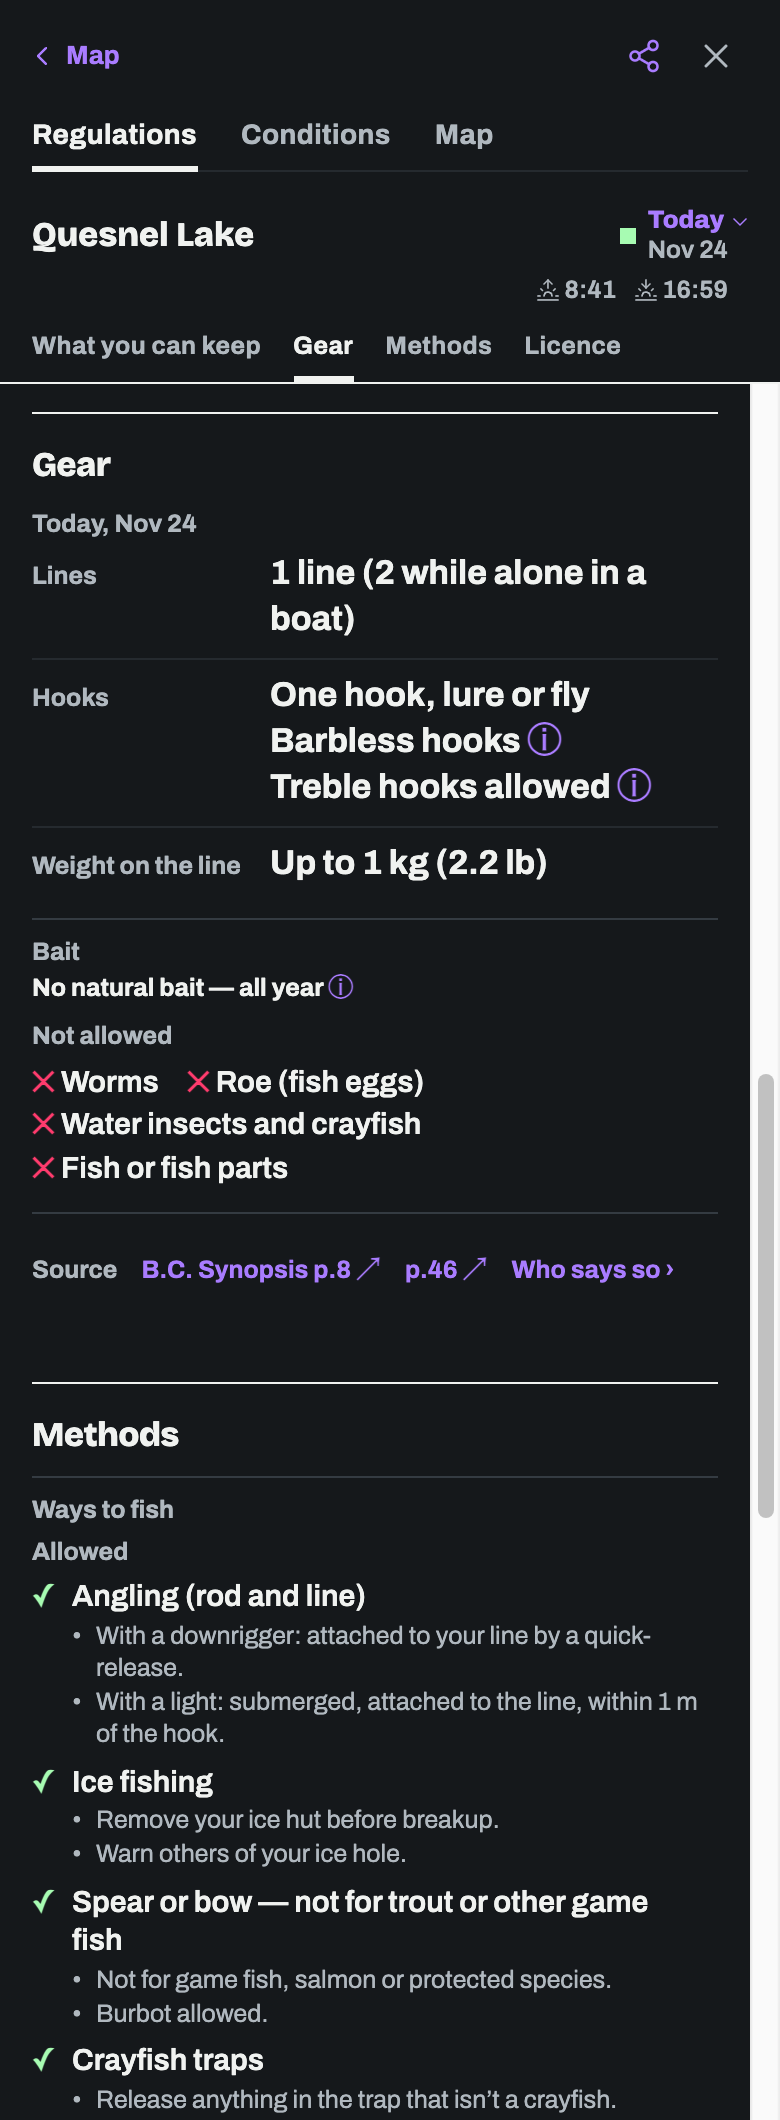 Map
Regulations Conditions Map
Quesnel Lake
Today
Nov 24
8:41 16:59
What you can keep Gear Methods Licence
Gear
Today, Nov 24
Lines 1 line (2 while alone in a
boat)
Hooks One hook, lure or fly
Barbless hooks ⓘ
Treble hooks allowed ⓘ
Weight on the line Up to 1 kg (2.2 lb)
Bait
No natural bait — all year ⓘ
Not allowed
Worms Roe (fish eggs)
Water insects and crayfish
Fish or fish parts
Source B.C. Synopsis p.8 ↗ p.46 ↗ Who says so ›
Methods
Ways to fish
Allowed
✓ Angling (rod and line)
• With a downrigger: attached to your line by a quick-
release.
• With a light: submerged, attached to the line, within 1 m
of the hook.
✓ Ice fishing
• Remove your ice hut before breakup.
• Warn others of your ice hole.
✓ Spear or bow — not for trout or other game
fish
• Not for game fish, salmon or protected species.
• Burbot allowed.
✓ Crayfish traps
• Release anything in the trap that isn’t a crayfish.